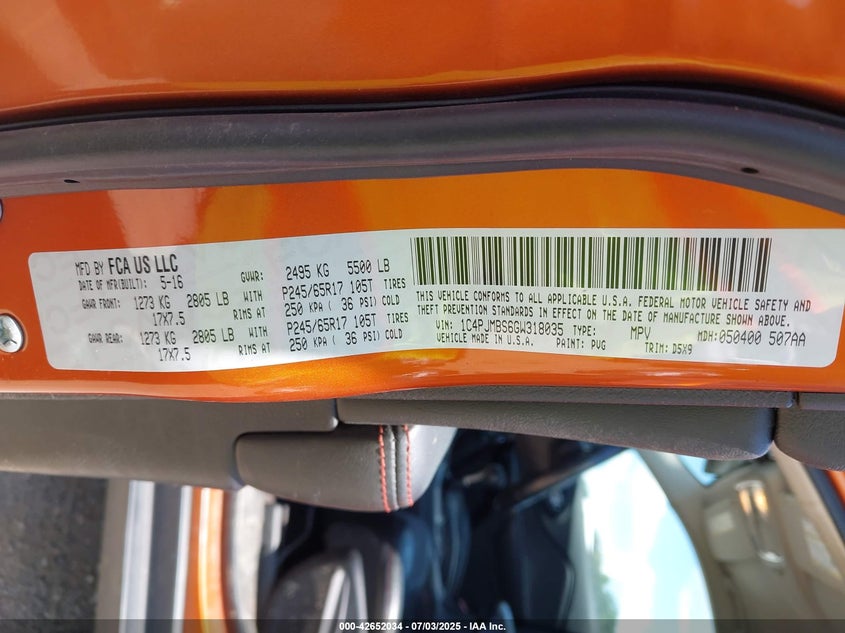 MFD BY FCA US LLC
DATE OF MFR(BUILT): 5-16 GVWR: 2495 KG 5500 LB
GAWR FRONT: 1273 KG 2805 LB WITH P245/65R17 105T TIRES
17X7.5 RIMS AT 250 KPA ( 36 PSI) COLD
GAWR REAR: 1273 KG 2805 LB WITH P245/65R17 105T TIRES
17X7.5 RIMS AT 250 KPA ( 36 PSI) COLD
THIS VEHICLE CONFORMS TO ALL APPLICABLE U.S.A. FEDERAL MOTOR VEHICLE SAFETY AND
THEFT PREVENTION STANDARDS IN EFFECT ON THE DATE OF MANUFACTURE SHOWN ABOVE.
VIN: 1C4PJMBS6GW318035 TYPE: MPV MDH: 050400 507AA
VEHICLE MADE IN U.S.A. PAINT: PVG TRIM: D5X9
000-42652034 - 07/03/2025 - IAA Inc.